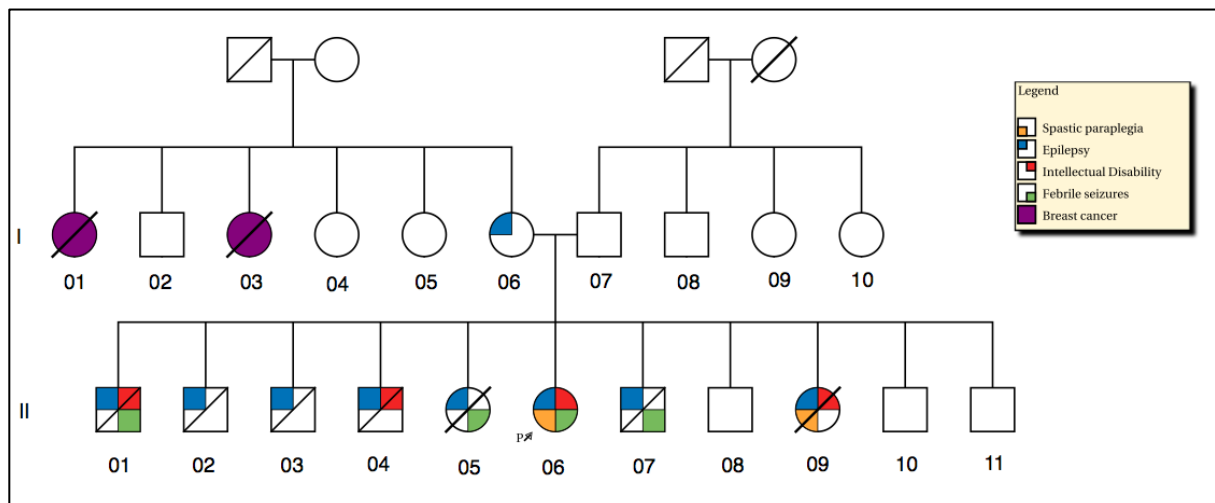 Legend
Spastic paraplegia
Epilepsy
Intellectual Disability
Febrile seizures
Breast cancer
I
01 02 03 04 05 06 07 08 09 10
II
P
01 02 03 04 05 06 07 08 09 10 11